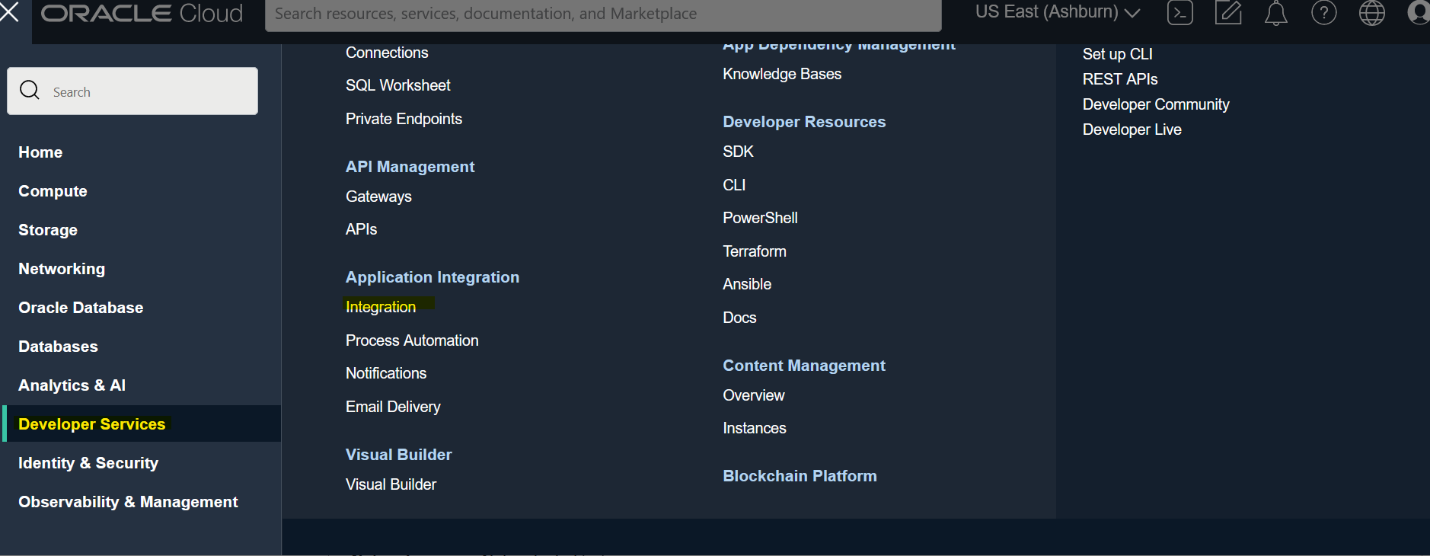 ORACLE Cloud
Search resources, services, documentation, and Marketplace
US East (Ashburn)
Search
Home
Compute
Storage
Networking
Oracle Database
Databases
Analytics & AI
Developer Services
Identity & Security
Observability & Management
Connections
SQL Worksheet
Private Endpoints
API Management
Gateways
APIs
Application Integration
Integration
Process Automation
Notifications
Email Delivery
Visual Builder
Visual Builder
App Dependency Management
Knowledge Bases
Developer Resources
SDK
CLI
PowerShell
Terraform
Ansible
Docs
Content Management
Overview
Instances
Blockchain Platform
Set up CLI
REST APIs
Developer Community
Developer Live